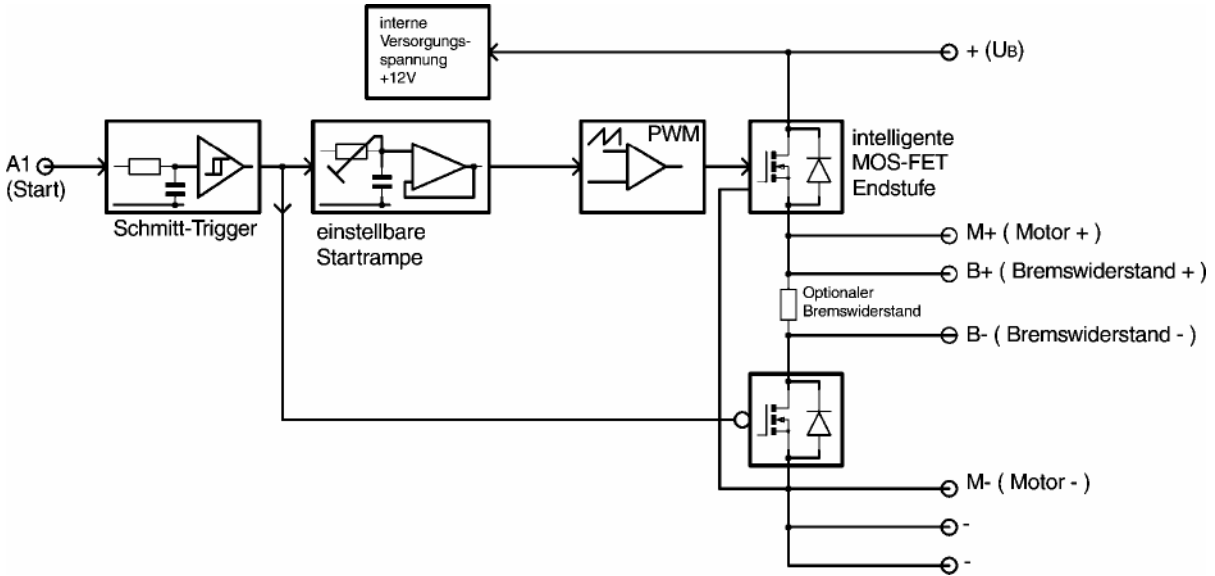 interne
Versorgungs-
spannung
+12V
+ (UB)
A1
(Start)
PWM
intelligente
MOS-FET
Endstufe
Schmitt-Trigger
einstellbare
Startrampe
M+ ( Motor + )
B+ ( Bremswiderstand + )
Optionaler
Bremswiderstand
B- ( Bremswiderstand - )
M- ( Motor - )
-
-